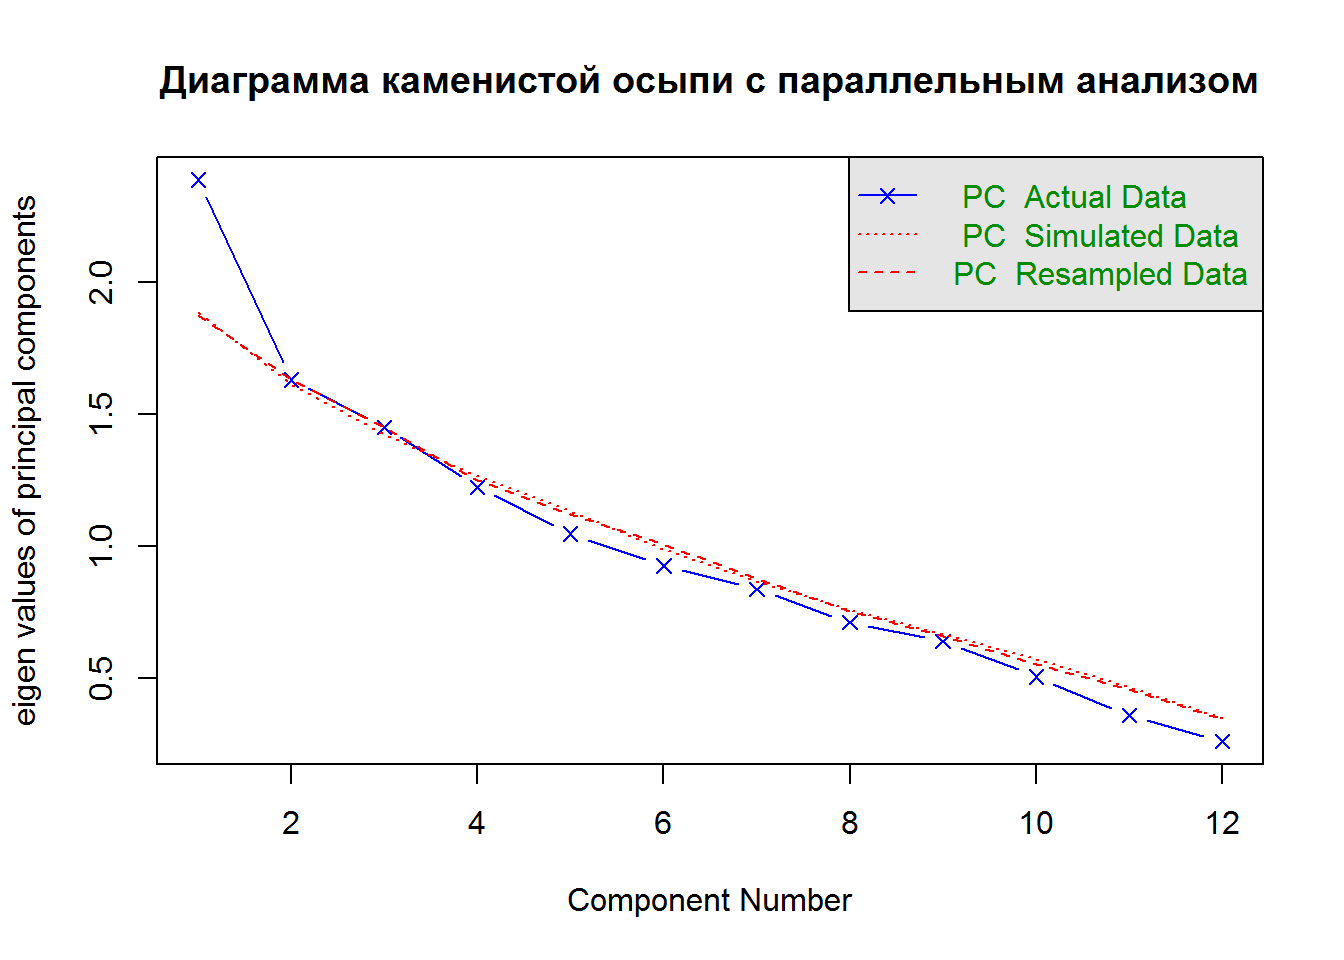 Диаграмма каменистой осыпи с параллельным анализом
PC Actual Data
PC Simulated Data
PC Resampled Data
eigen values of principal components
2.0
1.5
1.0
0.5
2 4 6 8 10 12
Component Number